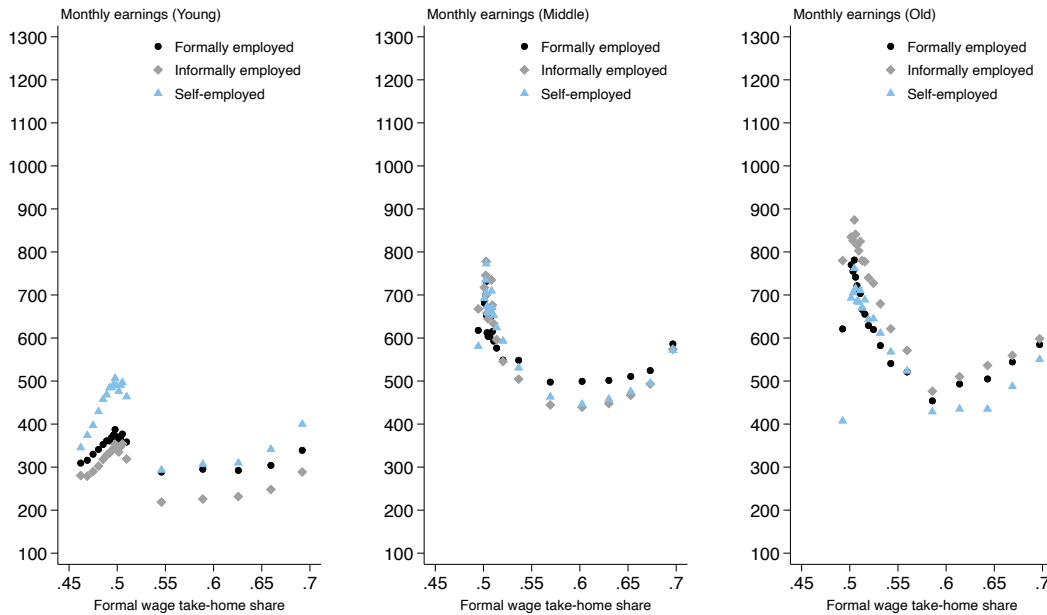 Monthly earnings (Young)
1300
1200
1100
1000
900
800
700
600
500
400
300
200
100
Formally employed
Informally employed
Self-employed
.45 .5 .55 .6 .65 .7
Formal wage take-home share
Monthly earnings (Middle)
1300
1200
1100
1000
900
800
700
600
500
400
300
200
100
Formally employed
Informally employed
Self-employed
.45 .5 .55 .6 .65 .7
Formal wage take-home share
Monthly earnings (Old)
1300
1200
1100
1000
900
800
700
600
500
400
300
200
100
Formally employed
Informally employed
Self-employed
.45 .5 .55 .6 .65 .7
Formal wage take-home share